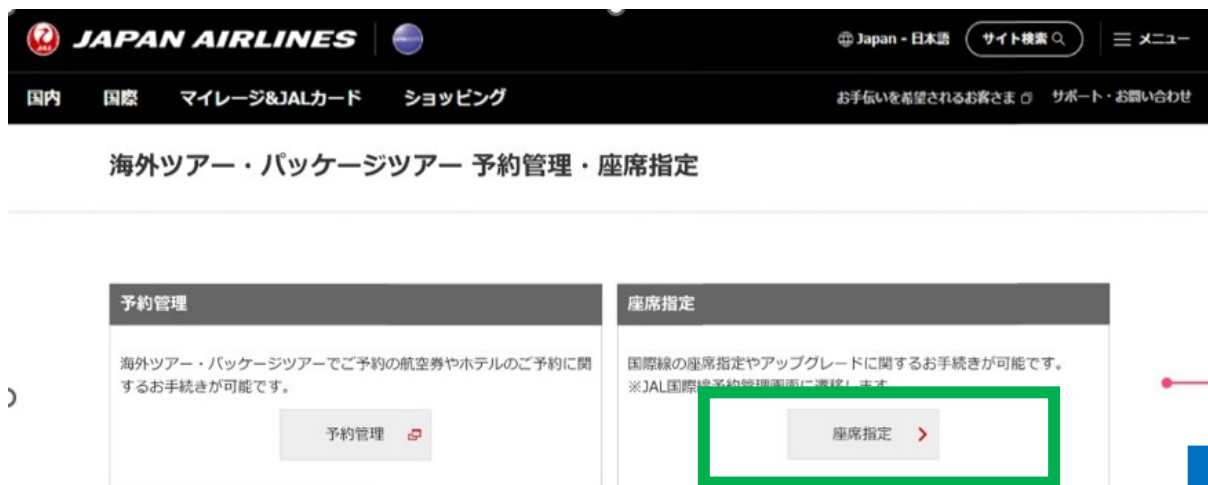 JAPAN AIRLINES
Japan - 日本語
サイト検索
メニュー
国内 国際 マイレージ&JALカード ショッピング
お手伝いを希望されるお客さま サポート・お問い合わせ
海外ツアー・パッケージツアー 予約管理・座席指定
予約管理
海外ツアー・パッケージツアーでご予約の航空券やホテルのご予約に関
するお手続きが可能です。
予約管理
座席指定
国際線の座席指定やアップグレードに関するお手続きが可能です。
※JAL国際線予約管理画面に遷移します
座席指定